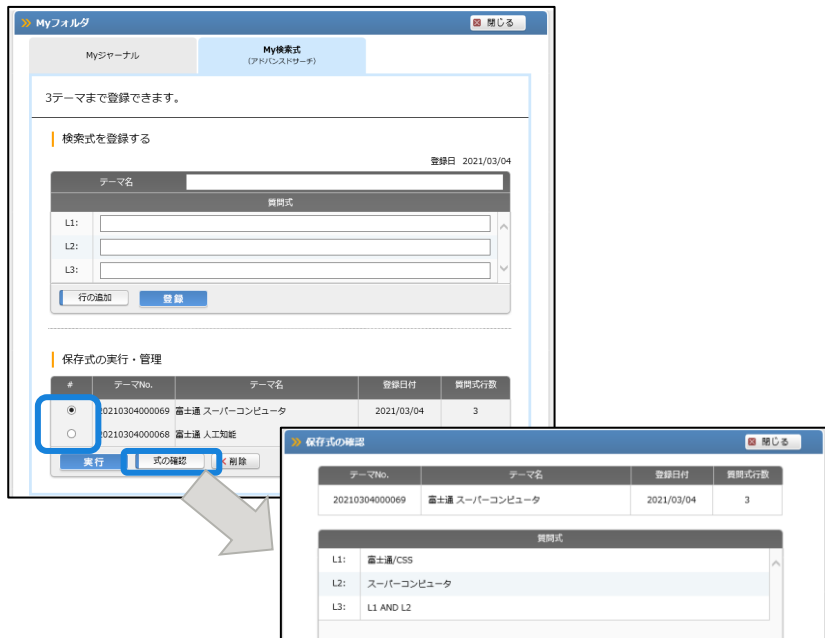 Myフォルダ
閉じる
Myジャーナル
My検索式
(アドバンスドサーチ)
3テーマまで登録できます。
検索式を登録する
登録日 2021/03/04
テーマ名
質問式
L1:
L2:
L3:
行の追加
登録
保存式の実行・管理
# テーマNo. テーマ名 登録日付 質問式行数
20210304000069 富士通 スーパーコンピュータ 2021/03/04 3
20210304000068 富士通 人工知能
実行 式の確認 削除
保存式の確認
閉じる
テーマNo. テーマ名 登録日付 質問式行数
20210304000069 富士通 スーパーコンピュータ 2021/03/04 3
質問式
L1: 富士通/CSS
L2: スーパーコンピュータ
L3: L1 AND L2